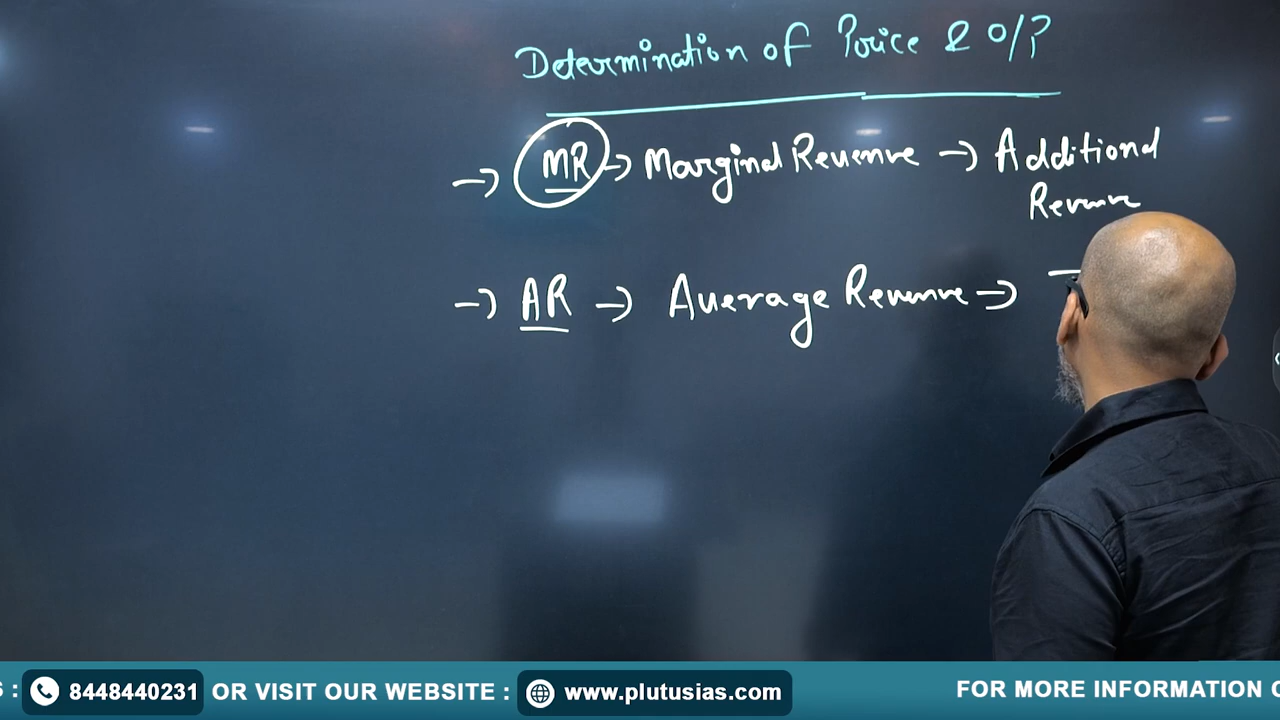 Determination of Price & O/P
→ MR → Marginal Revenue → Additional
Revenue
→ AR → Average Revenue →
: 8448440231 OR VISIT OUR WEBSITE : www.plutusias.com FOR MORE INFORMATION